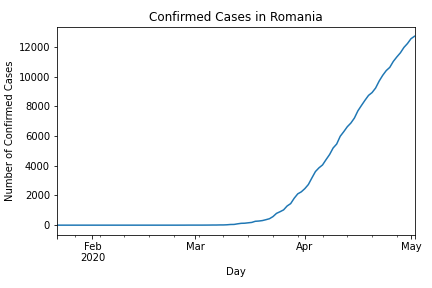 Confirmed Cases in Romania
12000
10000
8000
6000
4000
2000
0
Number of Confirmed Cases
Feb
2020
Mar
Apr
May
Day